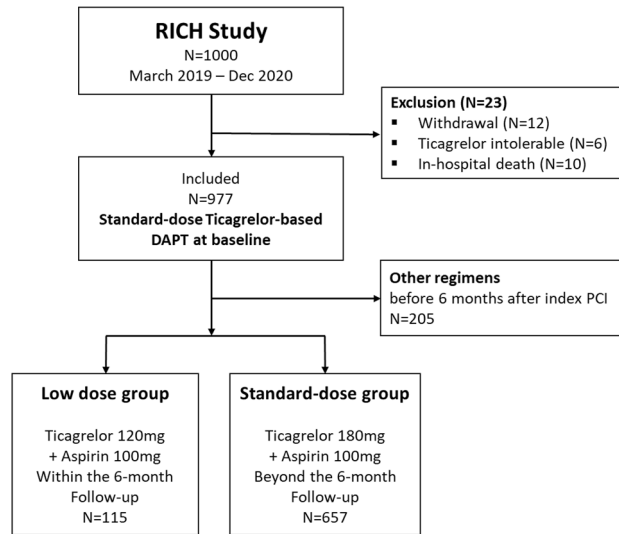 RICH Study
N=1000
March 2019 – Dec 2020
Exclusion (N=23)
▪ Withdrawal (N=12)
▪ Ticagrelor intolerable (N=6)
▪ In-hospital death (N=10)
Included
N=977
Standard-dose Ticagrelor-based
DAPT at baseline
Other regimens
before 6 months after index PCI
N=205
Low dose group
Ticagrelor 120mg
+ Aspirin 100mg
Within the 6-month
Follow-up
N=115
Standard-dose group
Ticagrelor 180mg
+ Aspirin 100mg
Beyond the 6-month
Follow-up
N=657